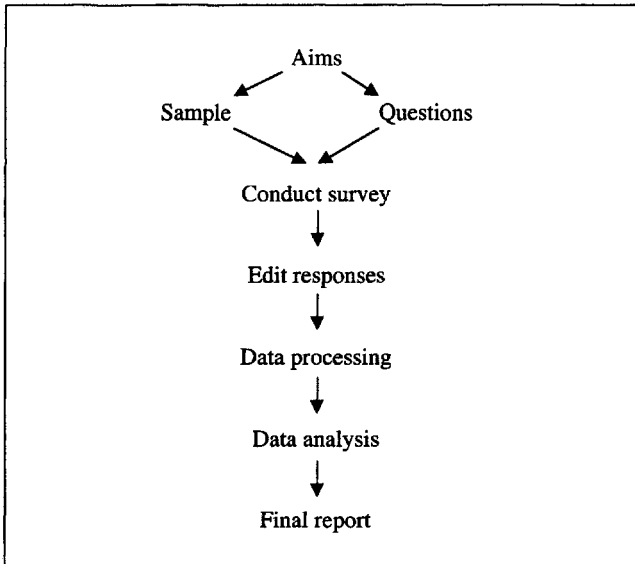 Aims
Sample Questions
Conduct survey
Edit responses
Data processing
Data analysis
Final report